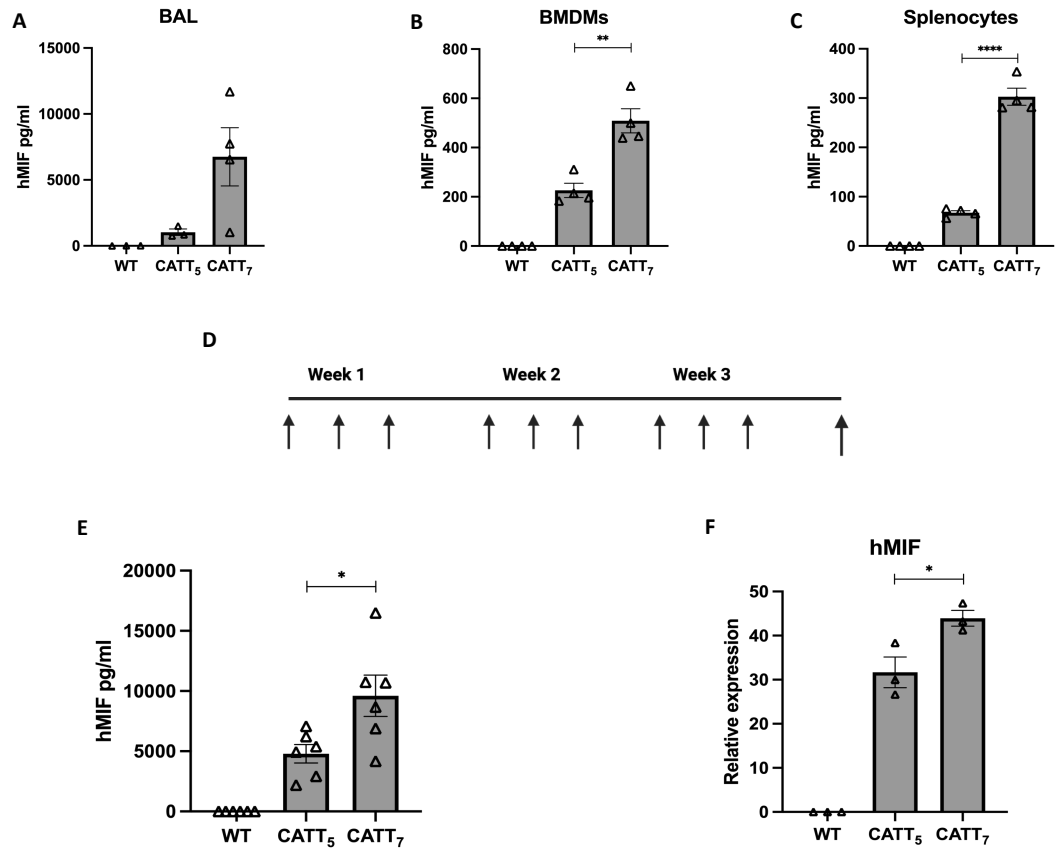 A
BAL
hMIF pg/ml
15000
10000
5000
0
WT CATT5 CATT7
B
BMDMs
**
hMIF pg/ml
800
600
400
200
0
WT CATT5 CATT7
C
Splenocytes
****
hMIF pg/ml
400
300
200
100
0
WT CATT5 CATT7
D
Week 1 Week 2 Week 3
E
*
hMIF pg/ml
20000
15000
10000
5000
0
WT CATT5 CATT7
F
hMIF
*
Relative expression
50
40
30
20
10
0
WT CATT5 CATT7